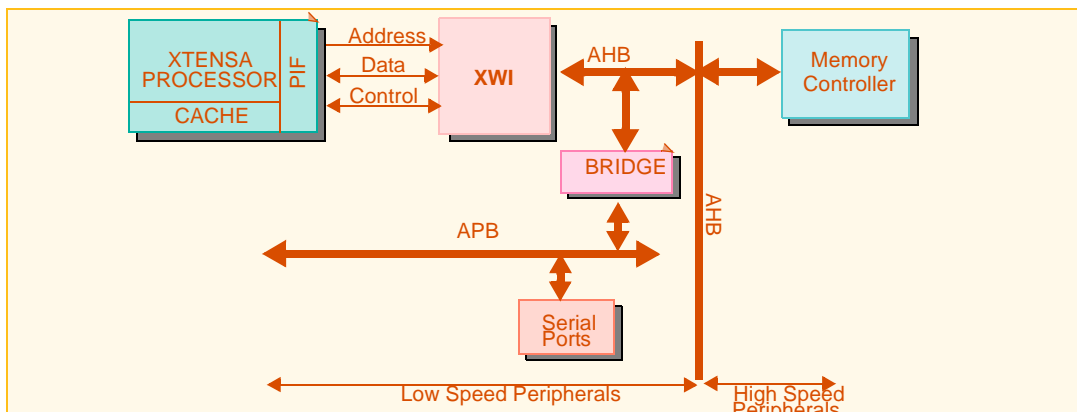 XTENSA
PROCESSOR
CACHE
PIF
Address
Data
Control
XWI
AHB
Memory
Controller
BRIDGE
AHB
APB
Serial
Ports
Low Speed Peripherals
High Speed
Peripherals